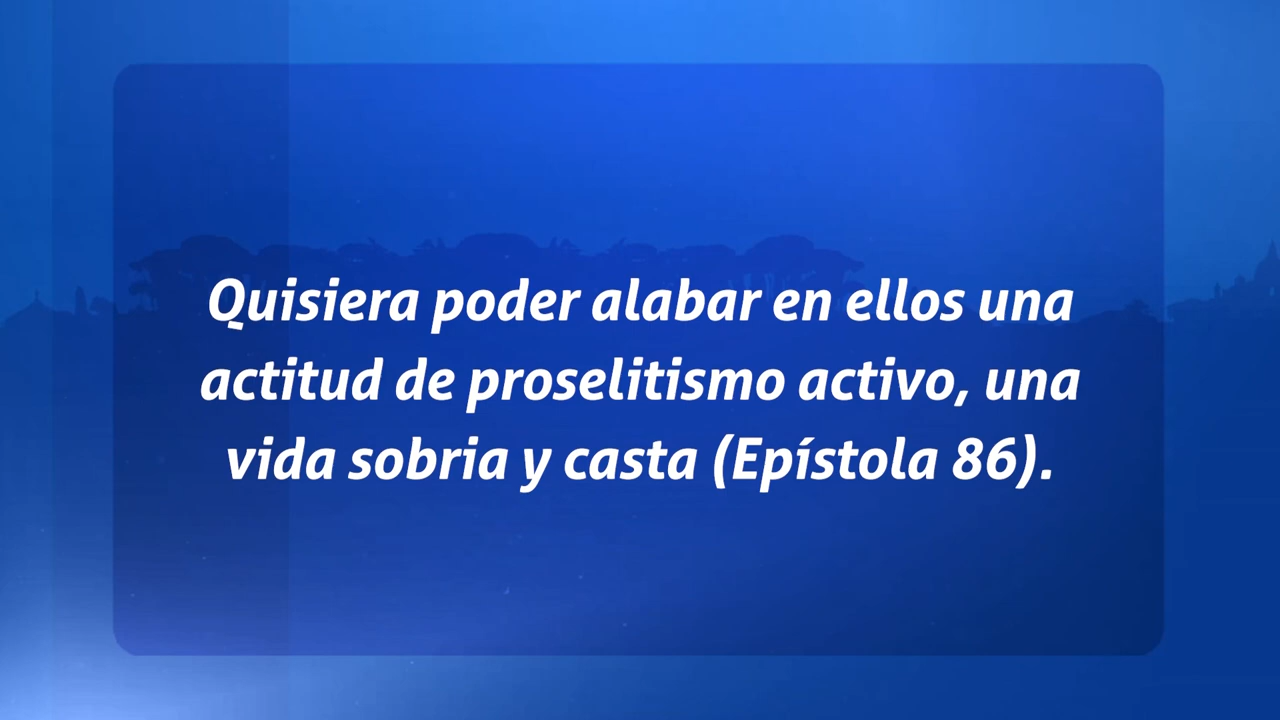 Quisiera poder alabar en ellos una
actitud de proselitismo activo, una
vida sobria y casta (Epístola 86).